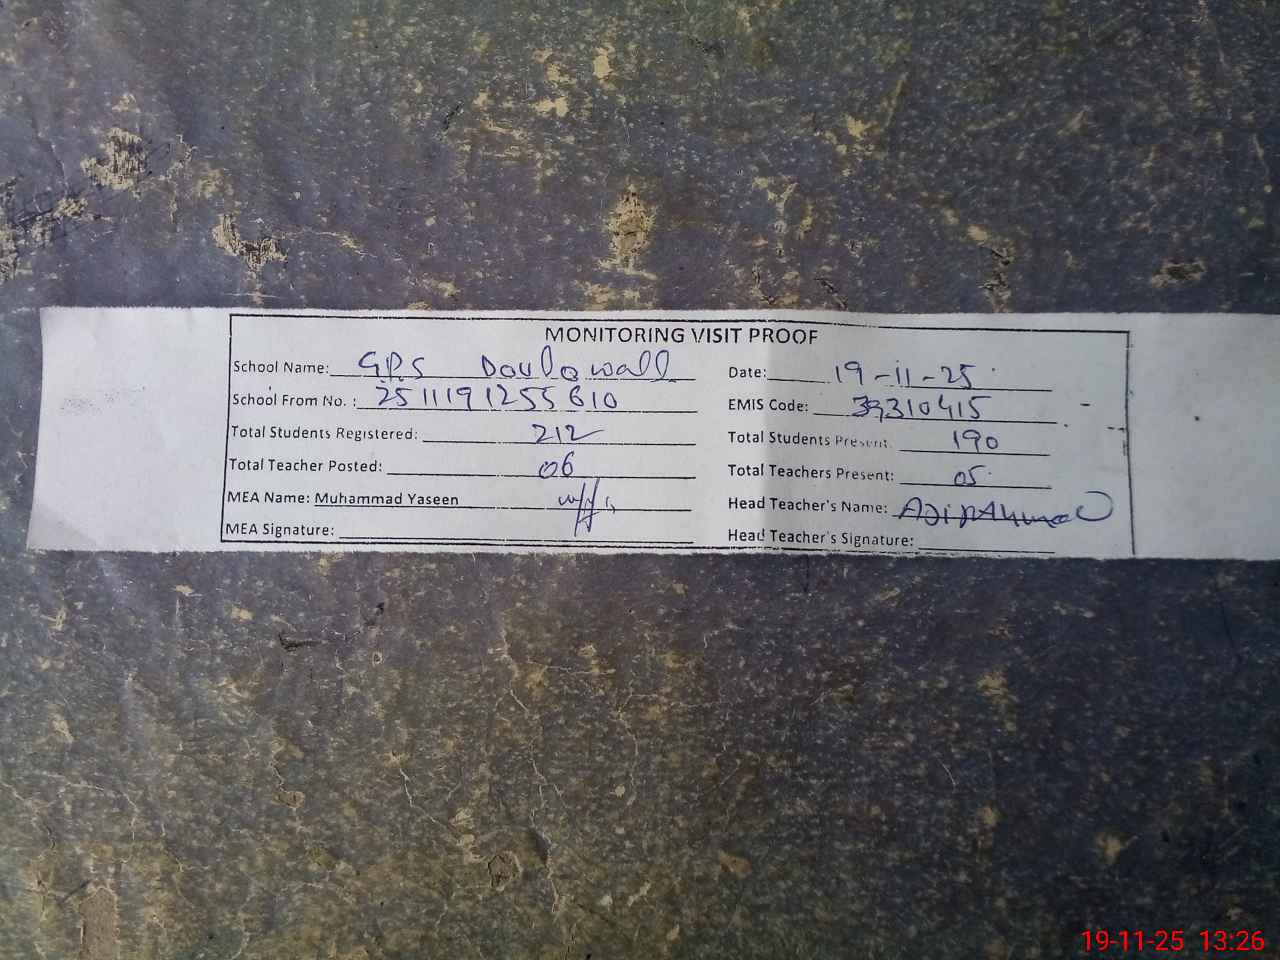 MONITORING VISIT PROOF
School Name: GPS Doulowall
Date: 19-11-25
School From No. : 2511191255610
EMIS Code: 39310415
Total Students Registered: 212
Total Students Present: 190
Total Teacher Posted: 06
Total Teachers Present: 05
MEA Name: Muhammad Yaseen
Head Teacher's Name:
MEA Signature:
Head Teacher's Signature:
19-11-25 13:26